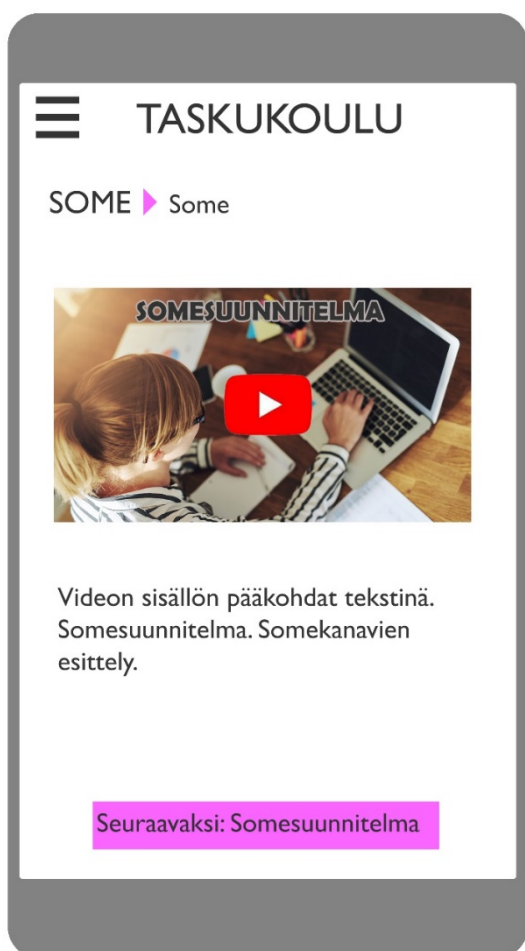 TASKUKOULU
SOME Some
SOMESUUNNITELMA
Videon sisällön pääkohdat tekstinä.
Somesuunnitelma. Somekanavien
esittely.
Seuraavaksi: Somesuunnitelma